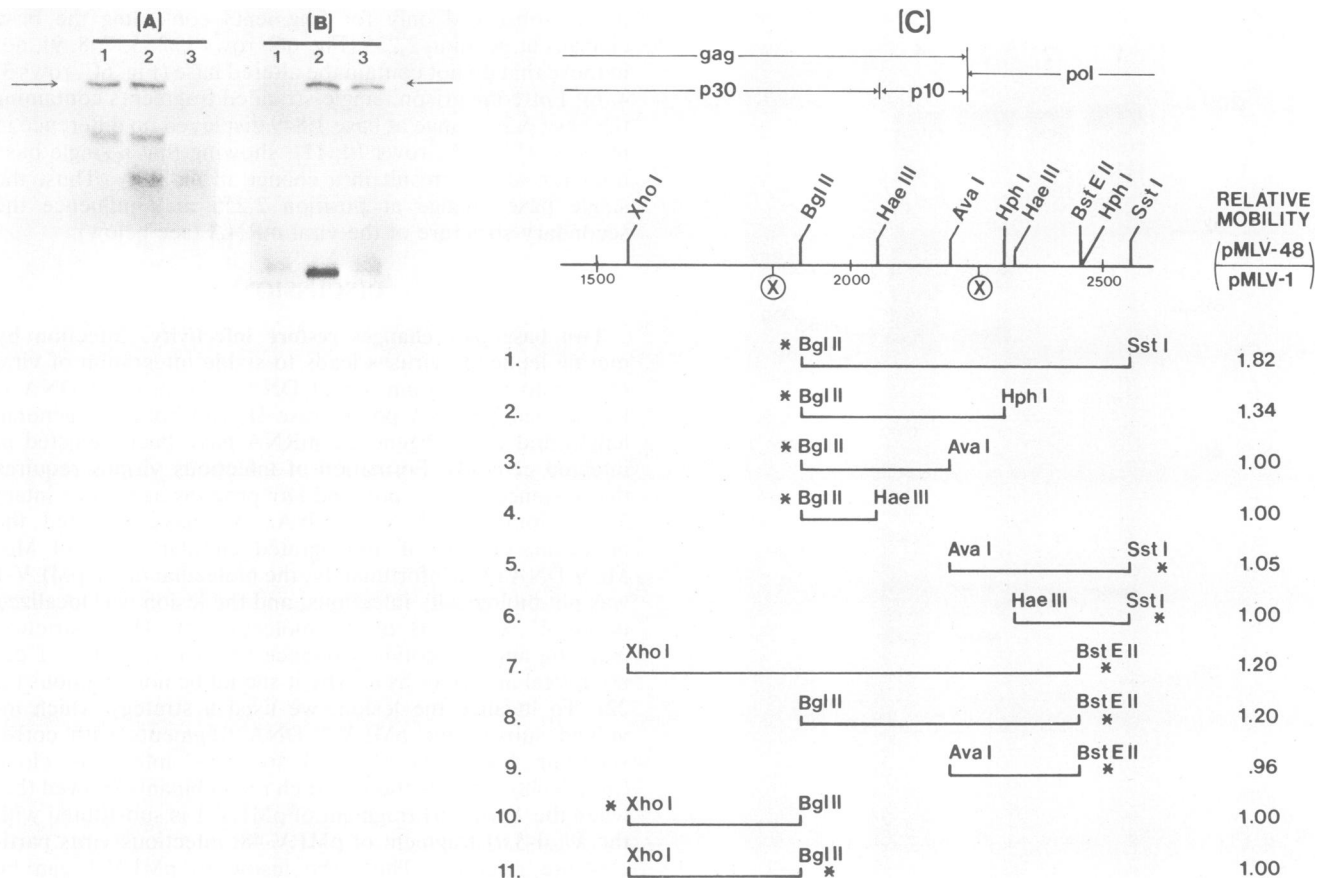 (A) (B) (C)
1 2 3 1 2 3
gag
pol
p30 p10
Xho I Bgl II Hae III Ava I Hph I Hae III Bst E II Hph I Sst I
RELATIVE
MOBILITY
(pMLV-48
pMLV-1)
1500 2000 2500
X X
1. * Bgl II Sst I 1.82
2. * Bgl II Hph I 1.34
3. * Bgl II Ava I 1.00
4. * Bgl II Hae III 1.00
5. Ava I Sst I * 1.05
6. Hae III Sst I * 1.00
7. Xho I Bst E II * 1.20
8. Bgl II Bst E II * 1.20
9. Ava I Bst E II * .96
10. * Xho I Bgl II 1.00
11. Xho I Bgl II * 1.00